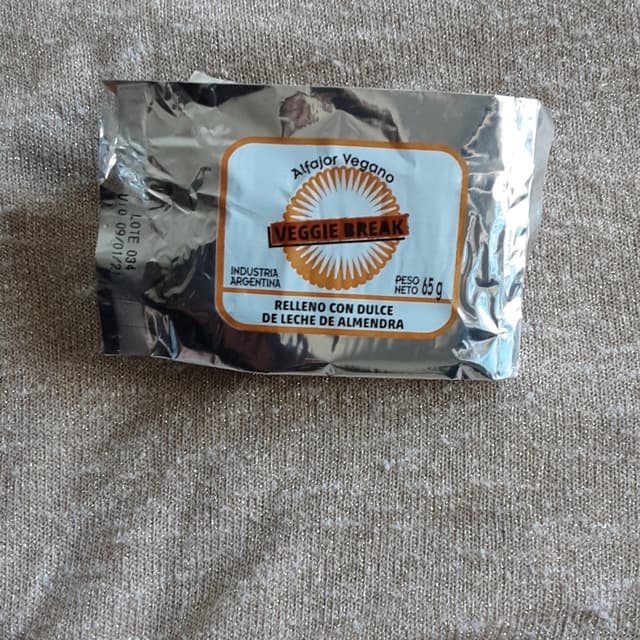 Alfajor Vegano
VEGGIE BREAK
INDUSTRIA
ARGENTINA
PESO
NETO 65 g
RELLENO CON DULCE
DE LECHE DE ALMENDRA
LOTE 034